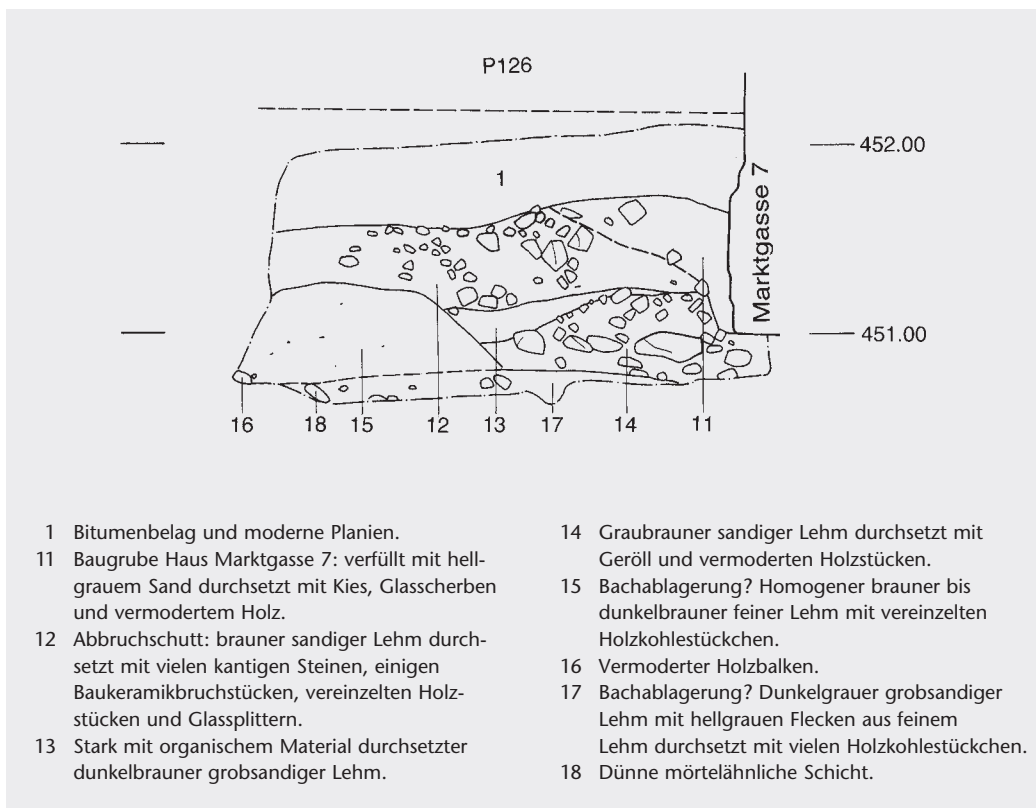 P126
452.00
1
Marktgasse 7
451.00
16 18 15 12 13 17 14 11
1 Bitumenbelag und moderne Planien.
11 Baugrube Haus Marktgasse 7: verfüllt mit hell-
grauem Sand durchsetzt mit Kies, Glasscherben
und vermodertem Holz.
12 Abbruchschutt: brauner sandiger Lehm durch-
setzt mit vielen kantigen Steinen, einigen
Baukeramikbruchstücken, vereinzelten Holz-
stücken und Glassplittern.
13 Stark mit organischem Material durchsetzter
dunkelbrauner grobsandiger Lehm.
14 Graubrauner sandiger Lehm durchsetzt mit
Geröll und vermoderten Holzstücken.
15 Bachablagerung? Homogener brauner bis
dunkelbrauner feiner Lehm mit vereinzelten
Holzkohlestückchen.
16 Vermoderter Holzbalken.
17 Bachablagerung? Dunkelgrauer grobsandiger
Lehm mit hellgrauen Flecken aus feinem
Lehm durchsetzt mit vielen Holzkohlestückchen.
18 Dünne mörtelähnliche Schicht.